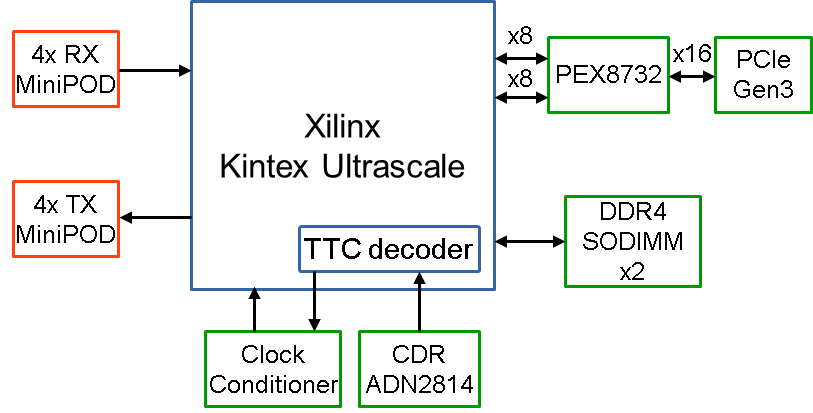 4x RX
MiniPOD
4x TX
MiniPOD
Xilinx
Kintex Ultrascale
TTC decoder
x8
x8
PEX8732
x16
PCIe
Gen3
DDR4
SODIMM
x2
Clock
Conditioner
CDR
ADN2814